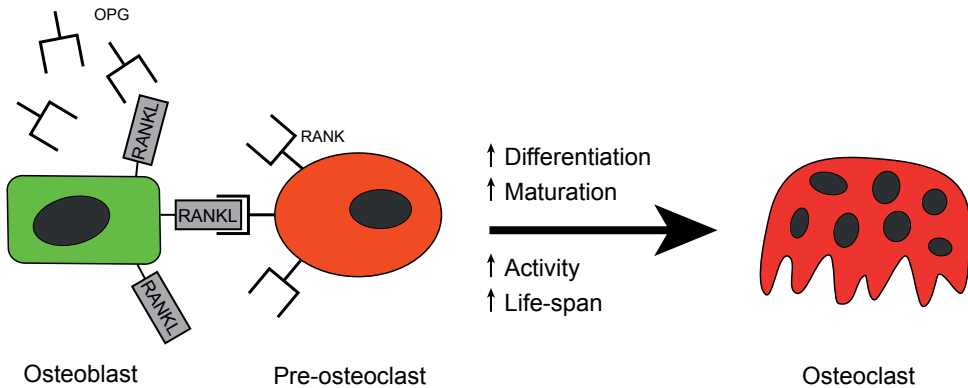 OPG
RANKL
RANK
RANKL
RANKL
↑ Differentiation
↑ Maturation
↑ Activity
↑ Life-span
Osteoblast
Pre-osteoclast
Osteoclast